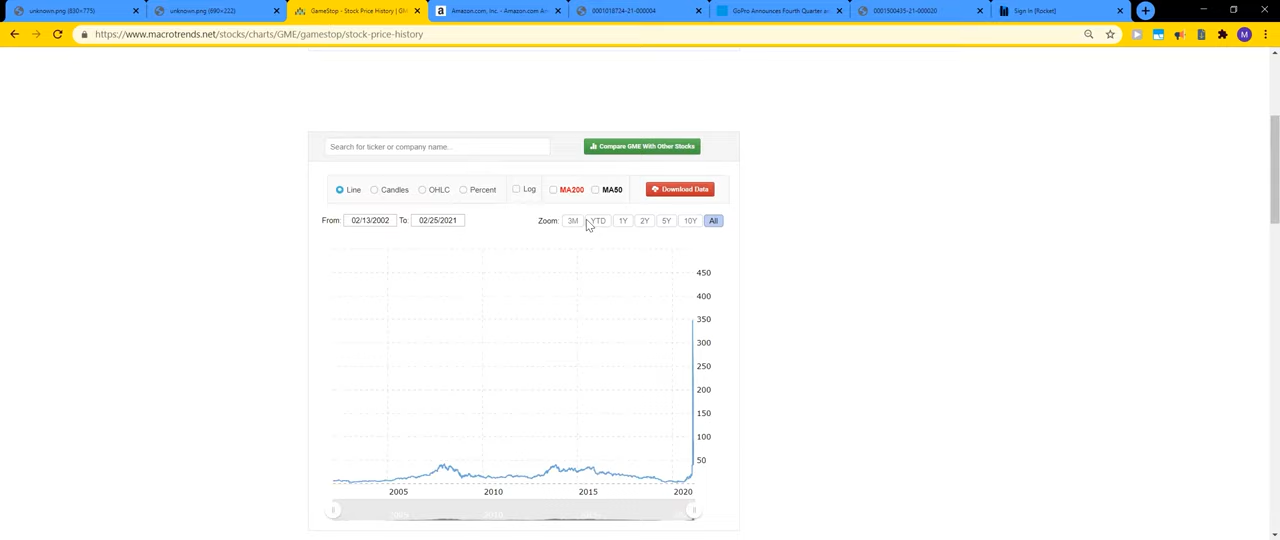 unknown.png (830×775)
unknown.png (690×222)
GameStop - Stock Price History | GM
Amazon.com, Inc. - Amazon.com An
0001018724-21-000004
GoPro Announces Fourth Quarter a
0001500435-21-000020
Sign In [Rocket]
https://www.macrotrends.net/stocks/charts/GME/gamestop/stock-price-history
M
Search for ticker or company name...
Compare GME With Other Stocks
Line
Candles
OHLC
Percent
Log
MA200
MA50
Download Data
From: 02/13/2002 To: 02/25/2021
Zoom: 3M YTD 1Y 2Y 5Y 10Y All
450
400
350
300
250
200
150
100
50
2005 2010 2015 2020
2005 2010 2015